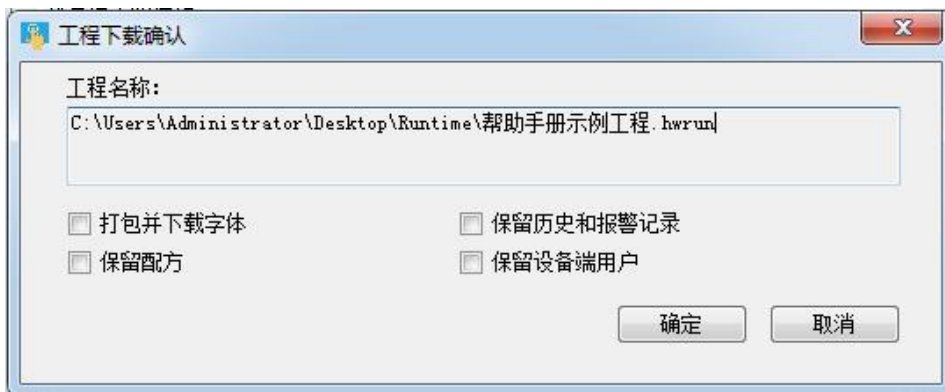 工程下载确认
工程名称:
C:\Users\Administrator\Desktop\Runtime\帮助手册示例工程.hwrun
打包并下载字体
保留历史和报警记录
保留配方
保留设备端用户
确定
取消